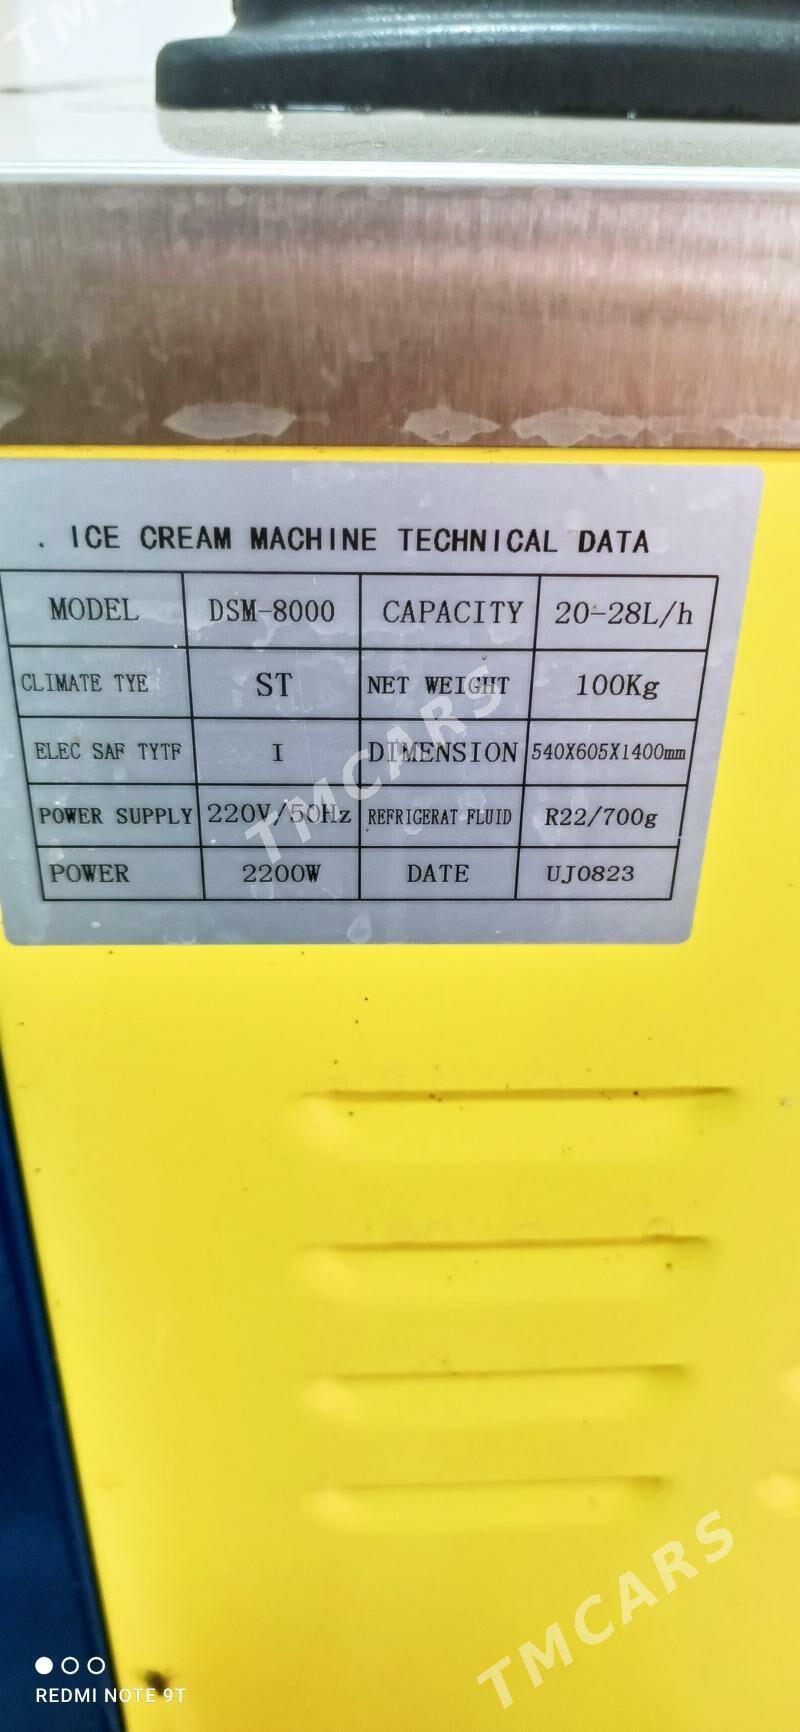 TMCARS
. ICE CREAM MACHINE TECHNICAL DATA
MODEL DSM-8000 CAPACITY 20-28L/h
CLIMATE TYE ST NET WEIGHT 100Kg
ELEC SAF TYTF I DIMENSION 540X605X1400mm
POWER SUPPLY 220V/50Hz REFRIGERAT FLUID R22/700g
POWER 2200W DATE UJ0823
TMCARS
TMCARS
REDMI NOTE 9T